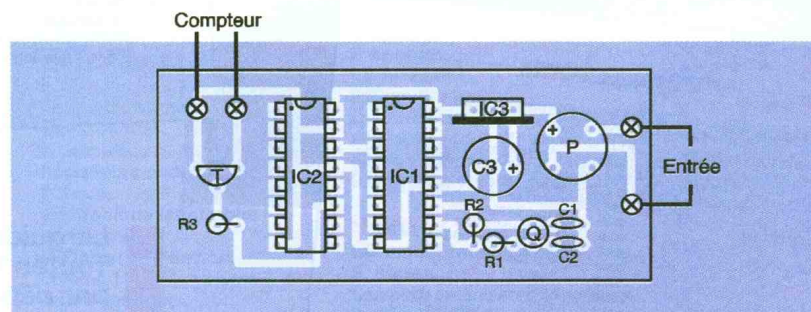 Compteur
IC3
+
P
T
IC2
IC1
C3
+
Entrée
R3
R2
C1
Q
R1
C2